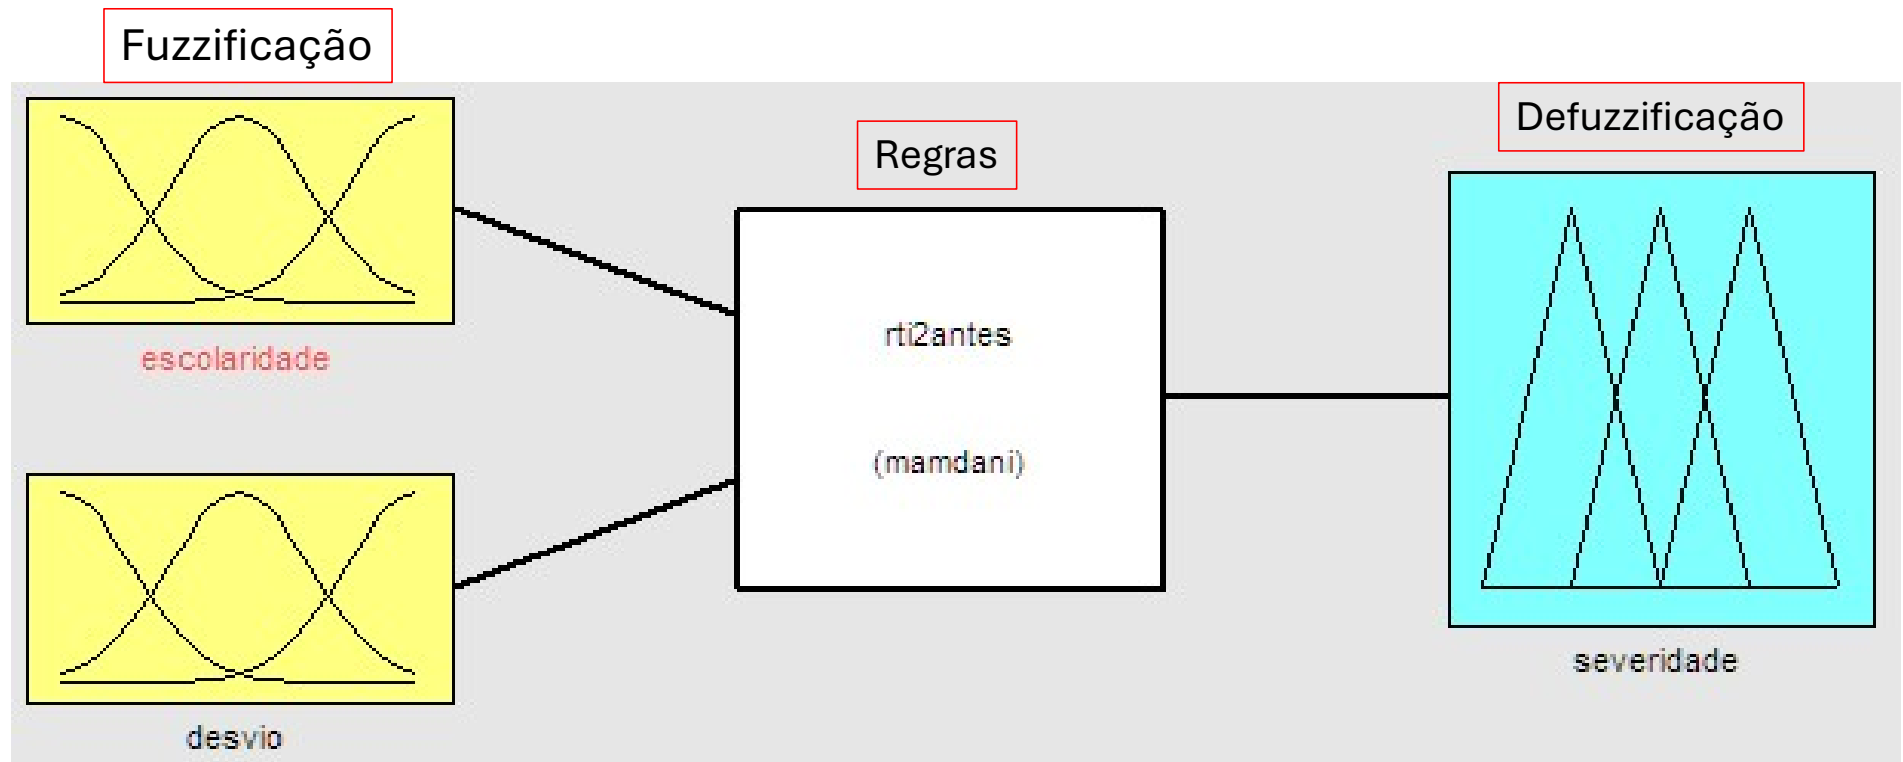 Fuzzificação
Regras
Defuzzificação
escolaridade
rti2antes
(mamdani)
desvio
severidade